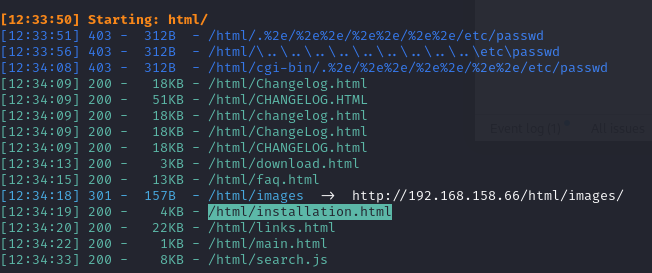 [12:33:50] Starting: html/
[12:33:51] 403 -   312B  - /html/.%2e/%2e%2e/%2e%2e/%2e%2e/etc/passwd
[12:33:56] 403 -   312B  - /html/\..\..\..\..\..\..\..\..\..\etc\passwd
[12:34:08] 403 -   312B  - /html/cgi-bin/.%2e/%2e%2e/%2e%2e/%2e%2e/etc/passwd
[12:34:09] 200 -    18KB - /html/Changelog.html
[12:34:09] 200 -    51KB - /html/CHANGELOG.HTML
[12:34:09] 200 -    18KB - /html/changelog.html
[12:34:09] 200 -    18KB - /html/ChangeLog.html
[12:34:09] 200 -    18KB - /html/CHANGELOG.html
[12:34:13] 200 -     3KB - /html/download.html
[12:34:15] 200 -    13KB - /html/faq.html
[12:34:18] 301 -   157B  - /html/images  ->  http://192.168.158.66/html/images/
[12:34:19] 200 -     4KB - /html/installation.html
[12:34:20] 200 -    22KB - /html/links.html
[12:34:22] 200 -     1KB - /html/main.html
[12:34:33] 200 -     8KB - /html/search.js
Event log (1) All issues